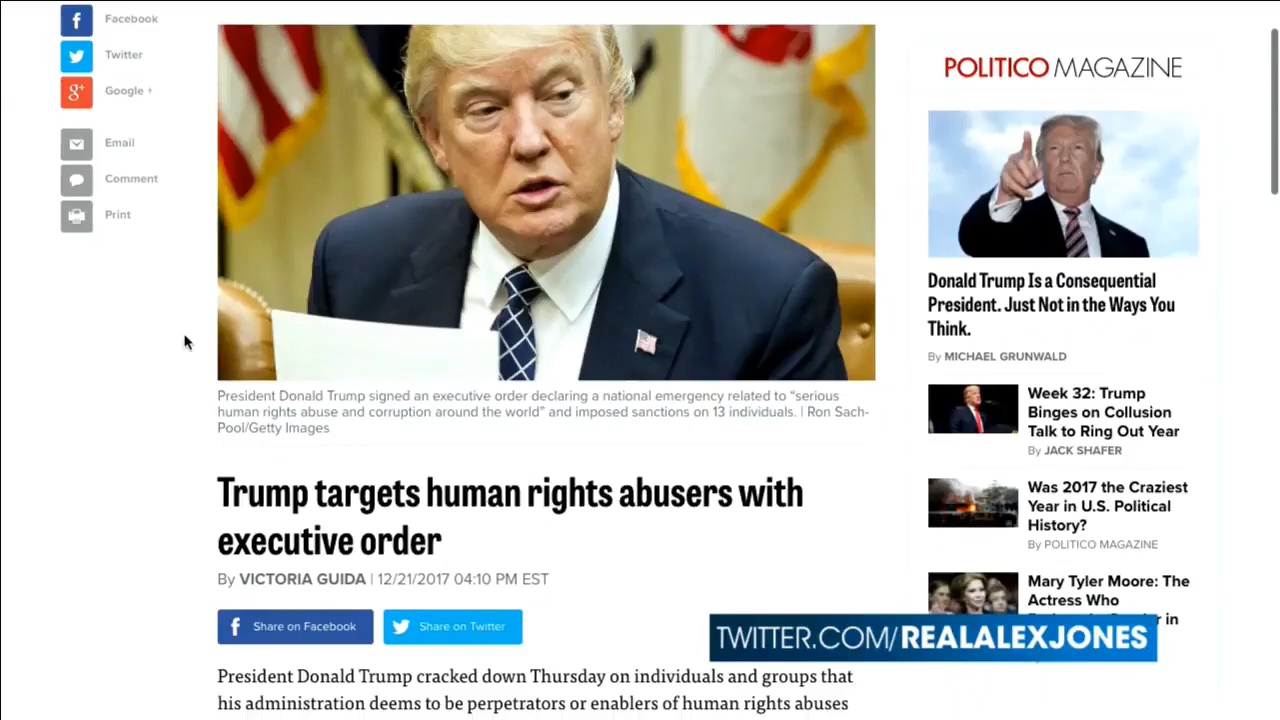 Facebook
Twitter
Google +
Email
Comment
Print
President Donald Trump signed an executive order declaring a national emergency related to “serious
human rights abuse and corruption around the world” and imposed sanctions on 13 individuals. | Ron Sach-
Pool/Getty Images
Trump targets human rights abusers with
executive order
By VICTORIA GUIDA | 12/21/2017 04:10 PM EST
Share on Facebook
Share on Twitter
President Donald Trump cracked down Thursday on individuals and groups that
his administration deems to be perpetrators or enablers of human rights abuses
POLITICO MAGAZINE
Donald Trump Is a Consequential
President. Just Not in the Ways You
Think.
By MICHAEL GRUNWALD
Week 32: Trump
Binges on Collusion
Talk to Ring Out Year
By JACK SHAFER
Was 2017 the Craziest
Year in U.S. Political
History?
By POLITICO MAGAZINE
Mary Tyler Moore: The
Actress Who
r in
TWITTER.COM/REALALEXJONES